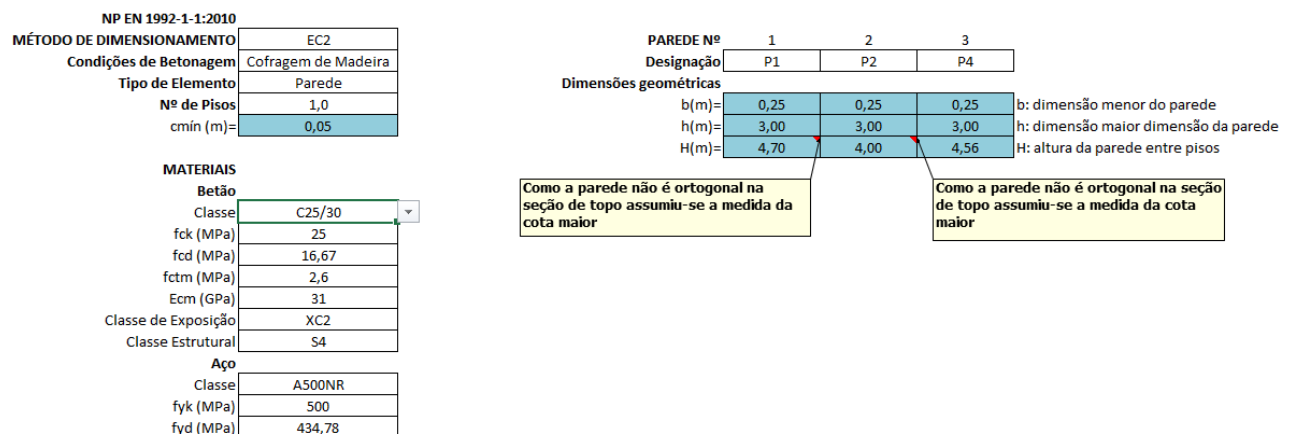 NP EN 1992-1-1:2010
MÉTODO DE DIMENSIONAMENTO EC2
Condições de Betonagem Cofragem de Madeira
Tipo de Elemento Parede
Nº de Pisos 1,0
cmín (m)= 0,05
MATERIAIS
Betão
Classe C25/30
fck (MPa) 25
fcd (MPa) 16,67
fctm (MPa) 2,6
Ecm (GPa) 31
Classe de Exposição XC2
Classe Estrutural S4
Aço
Classe A500NR
fyk (MPa) 500
fyd (MPa) 434,78
PAREDE Nº 1 2 3
Designação P1 P2 P4
Dimensões geométricas
b(m)= 0,25 0,25 0,25 b: dimensão menor do parede
h(m)= 3,00 3,00 3,00 h: dimensão maior dimensão da parede
H(m)= 4,70 4,00 4,56 H: altura da parede entre pisos
Como a parede não é ortogonal na
seção de topo assumiu-se a medida da
cota maior
Como a parede não é ortogonal na seção
de topo assumiu-se a medida da cota
maior